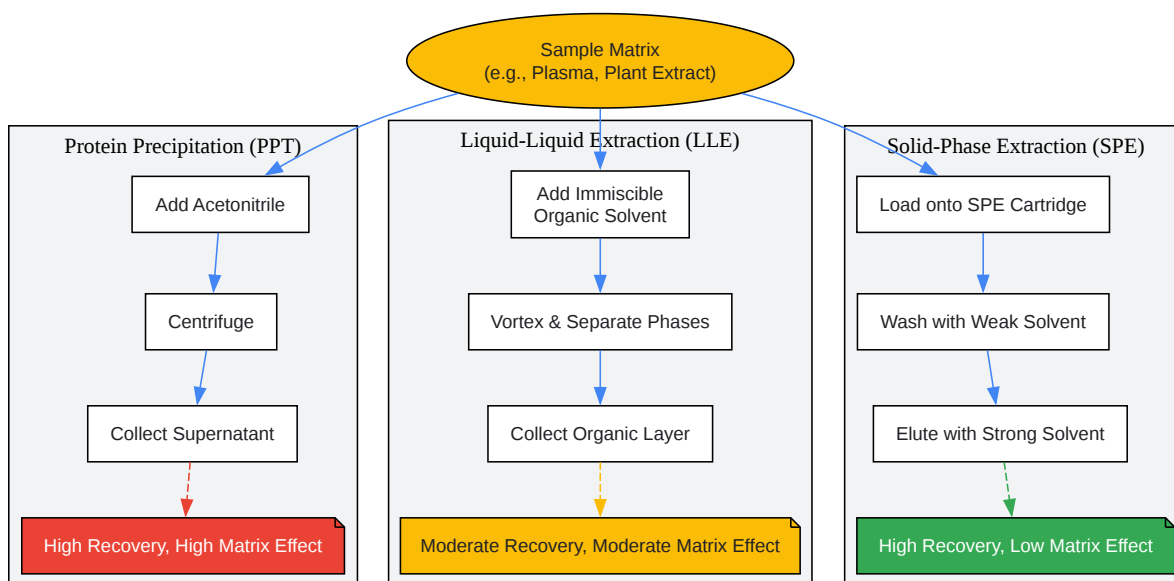 Sample Matrix
(e.g., Plasma, Plant Extract)
Protein Precipitation (PPT)
Add Acetonitrile
Centrifuge
Collect Supernatant
High Recovery, High Matrix Effect
Liquid-Liquid Extraction (LLE)
Add Immiscible
Organic Solvent
Vortex & Separate Phases
Collect Organic Layer
Moderate Recovery, Moderate Matrix Effect
Solid-Phase Extraction (SPE)
Load onto SPE Cartridge
Wash with Weak Solvent
Elute with Strong Solvent
High Recovery, Low Matrix Effect